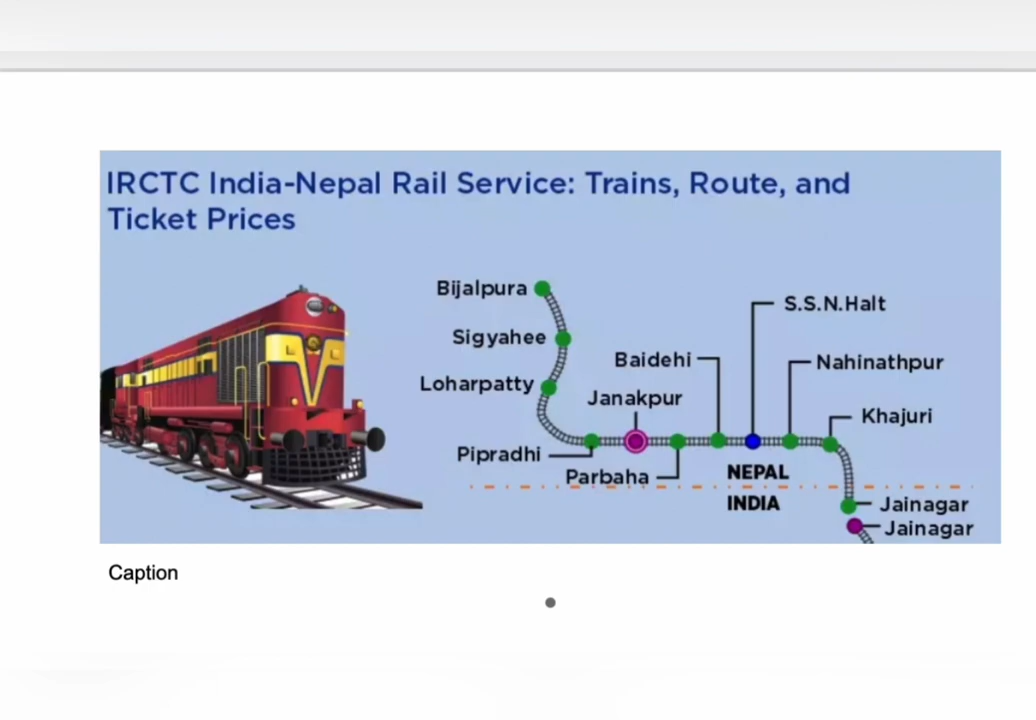 IRCTC India-Nepal Rail Service: Trains, Route, and
Ticket Prices
Bijalpura
S.S.N.Halt
Sigyahee
Baidehi
Nahinathpur
Loharpatty
Janakpur
Khajuri
Pipradhi
Parbaha
NEPAL
INDIA
Jainagar
Jainagar
Caption